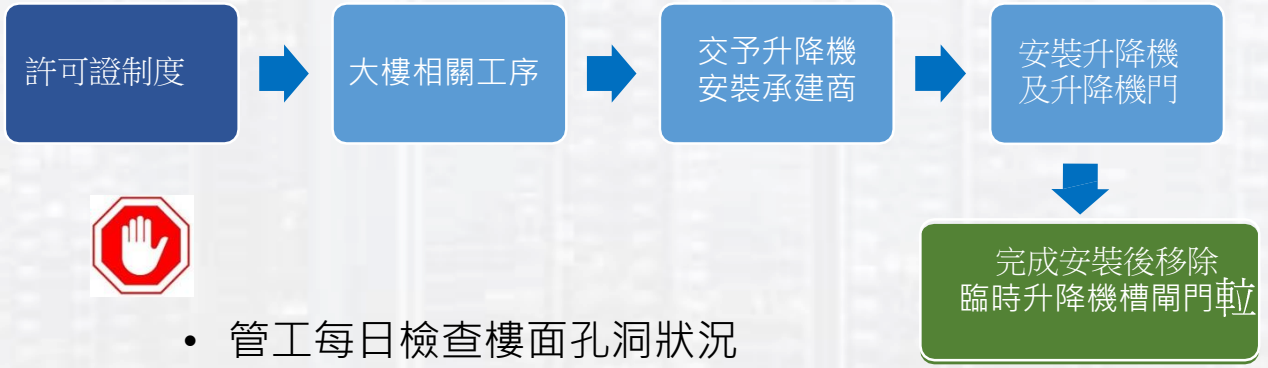 許可證制度
大樓相關工序
交予升降機
安裝承建商
安裝升降機
及升降機門
完成安裝後移除
臨時升降機槽閘門䡴
• 管工每日檢查樓面孔洞狀況